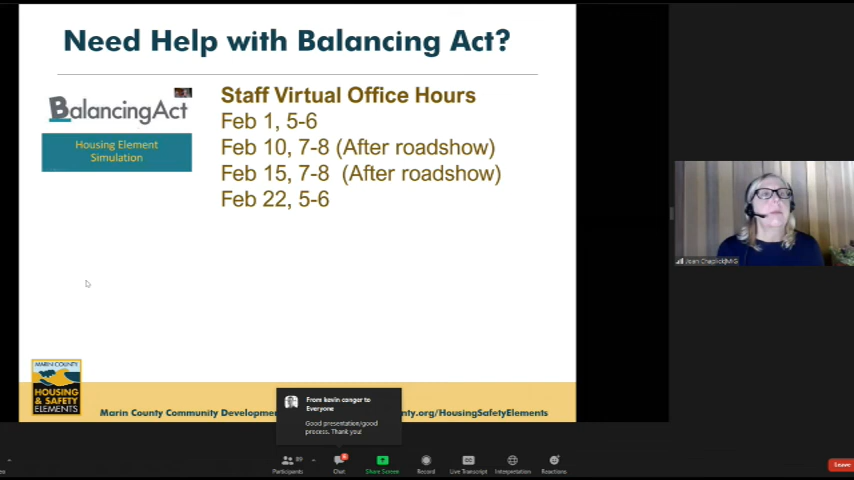 Need Help with Balancing Act?
BalancingAct
Housing Element
Simulation
Staff Virtual Office Hours
Feb 1, 5-6
Feb 10, 7-8 (After roadshow)
Feb 15, 7-8 (After roadshow)
Feb 22, 5-6
MARIN COUNTY
HOUSING
& SAFETY
ELEMENTS
Marin County Community Developmen
nty.org/HousingSafetyElements
From kevin conger to
Everyone
Good presentation/good
process. Thank you!
Participants
39
Chat
Share Screen
Record
Live Transcript
Interpretation
Reactions
Leave